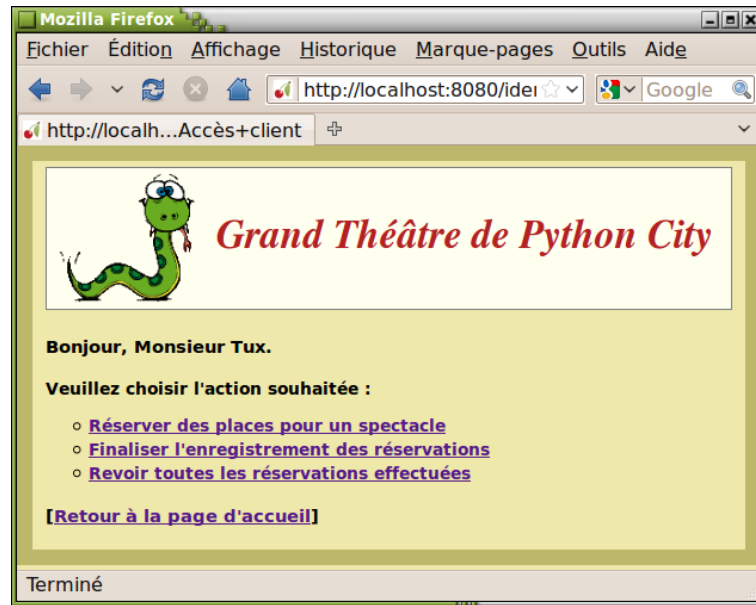 Mozilla Firefox
Fichier Édition Affichage Historique Marque-pages Outils Aide
http://localhost:8080/iden Google
http://localh...Accès+client
Grand Théâtre de Python City
Bonjour, Monsieur Tux.
Veuillez choisir l'action souhaitée :
Réserver des places pour un spectacle
Finaliser l'enregistrement des réservations
Revoir toutes les réservations effectuées
[Retour à la page d'accueil]
Terminé